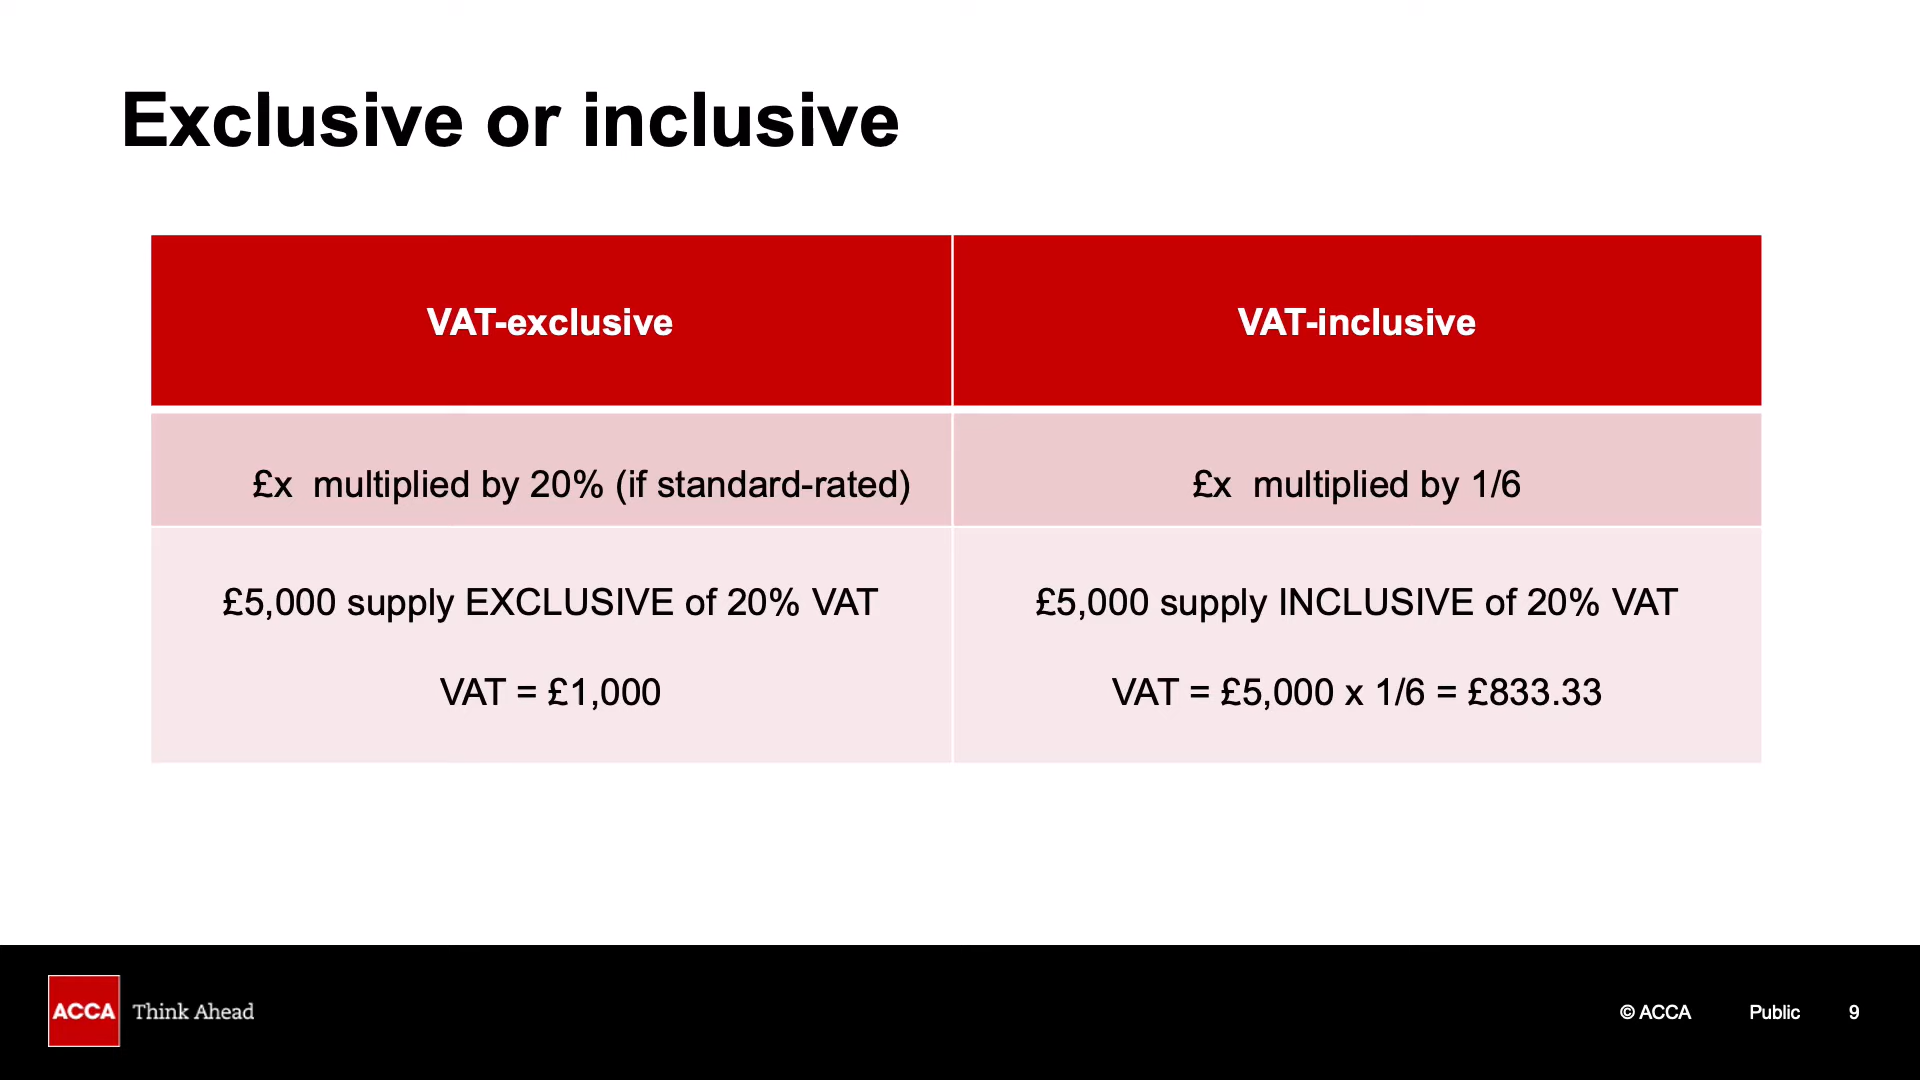 Exclusive or inclusive
VAT-exclusive
VAT-inclusive
£x  multiplied by 20% (if standard-rated)
£x  multiplied by 1/6
£5,000 supply EXCLUSIVE of 20% VAT
VAT = £1,000
£5,000 supply INCLUSIVE of 20% VAT
VAT = £5,000 x 1/6 = £833.33
ACCA
Think Ahead
© ACCA
Public
9